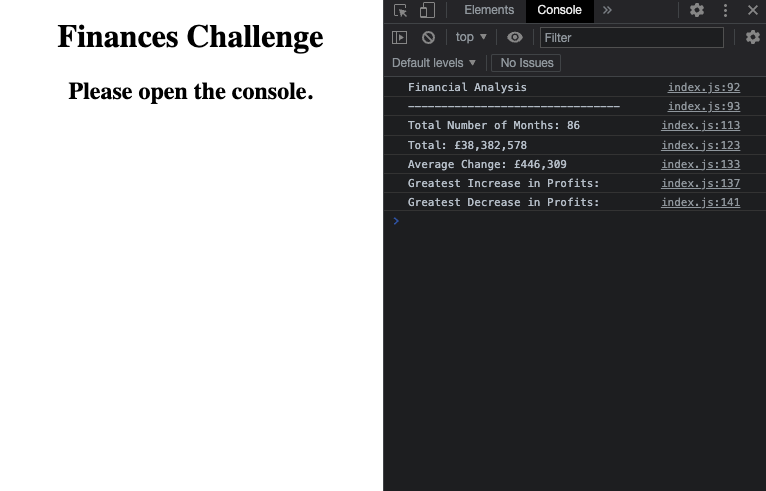 Finances Challenge
Please open the console.
Elements Console »
top ▼ Filter
Default levels ▼ No Issues
Financial Analysis index.js:92
-------------------------------- index.js:93
Total Number of Months: 86 index.js:113
Total: £38,382,578 index.js:123
Average Change: £446,309 index.js:133
Greatest Increase in Profits: index.js:137
Greatest Decrease in Profits: index.js:141
>